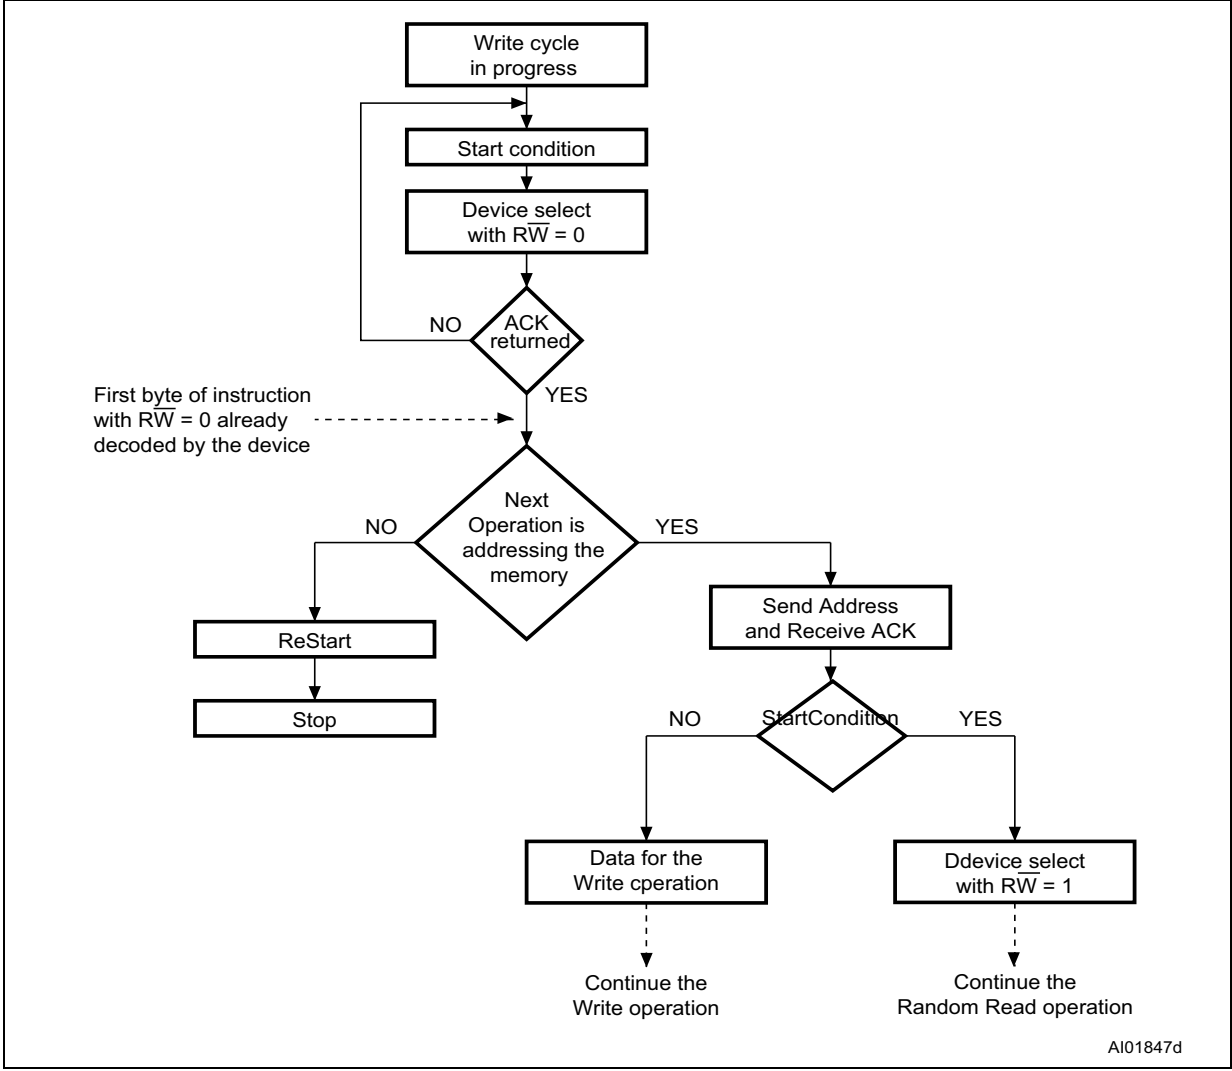 Write cycle
in progress
Start condition
Device select
with RW̅ = 0
NO
ACK
returned
YES
First byte of instruction
with RW̅ = 0 already
decoded by the device
Next
Operation is
addressing the
memory
NO
YES
Send Address
and Receive ACK
ReStart
Stop
StartCondition
NO
YES
Data for the
Write cperation
Ddevice select
with RW̅ = 1
Continue the
Write operation
Continue the
Random Read operation
AI01847d